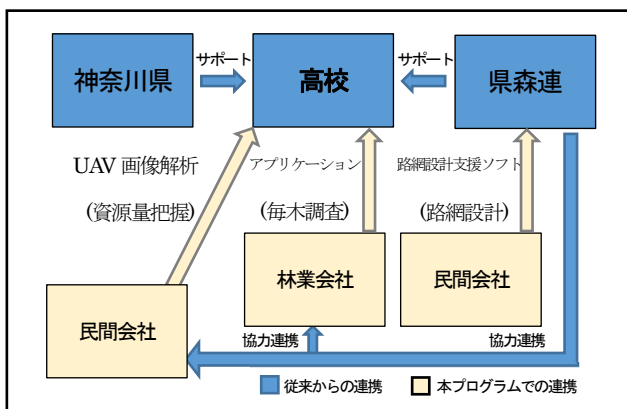 サポート
サポート
神奈川県
高校
県森連
UAV 画像解析
アプリケーション
路網設計支援ソフト
(資源量把握)
(毎木調査)
(路網設計)
林業会社
民間会社
民間会社
協力連携
協力連携
従来からの連携
本プログラムでの連携